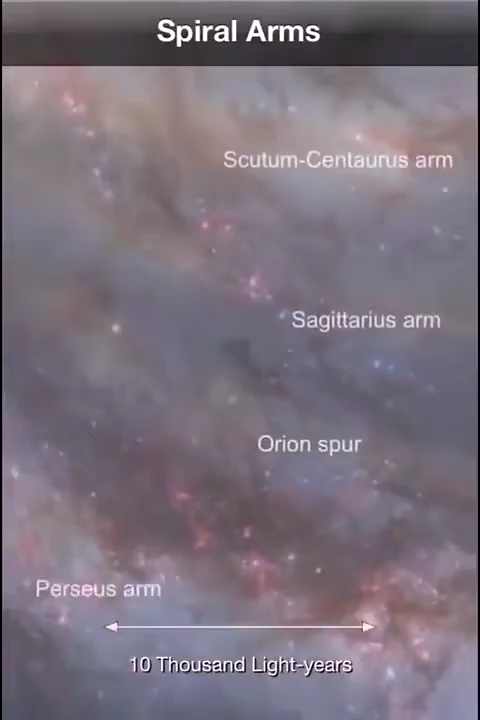 Spiral Arms
Scutum-Centaurus arm
Sagittarius arm
Orion spur
Perseus arm
10 Thousand Light-years